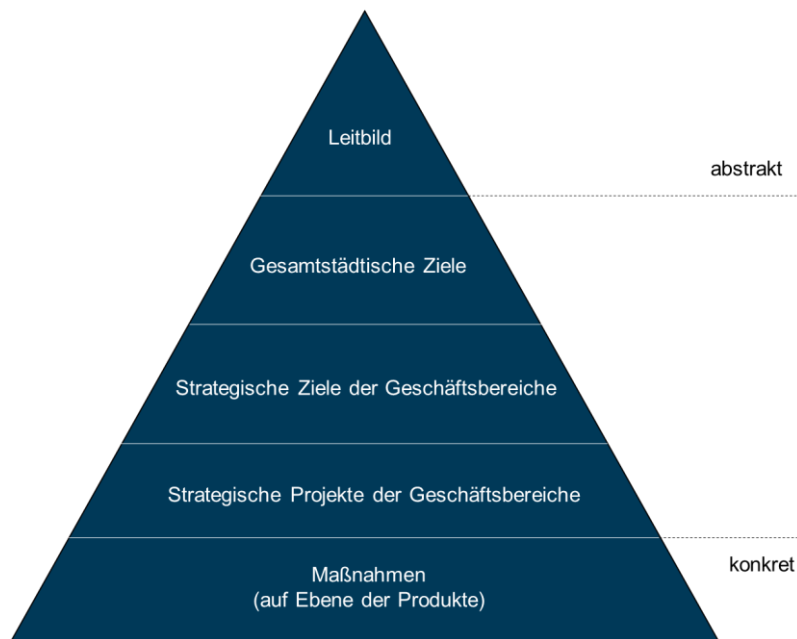 Leitbild
abstrakt
Gesamtstädtische Ziele
Strategische Ziele der Geschäftsbereiche
Strategische Projekte der Geschäftsbereiche
konkret
Maßnahmen
(auf Ebene der Produkte)